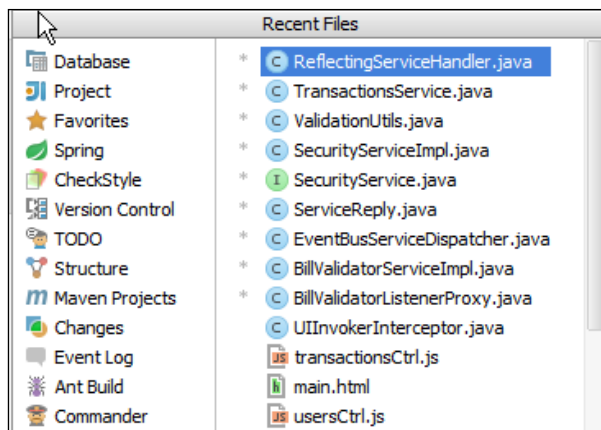 Recent Files
Database
Project
Favorites
Spring
CheckStyle
Version Control
TODO
Structure
Maven Projects
Changes
Event Log
Ant Build
Commander
* C ReflectingServiceHandler.java
* C TransactionsService.java
* C ValidationUtils.java
* C SecurityServiceImpl.java
* I SecurityService.java
* C ServiceReply.java
* C EventBusServiceDispatcher.java
* C BillValidatorServiceImpl.java
* C BillValidatorListenerProxy.java
C UIInvokerInterceptor.java
JS transactionsCtrl.js
h main.html
JS usersCtrl.js